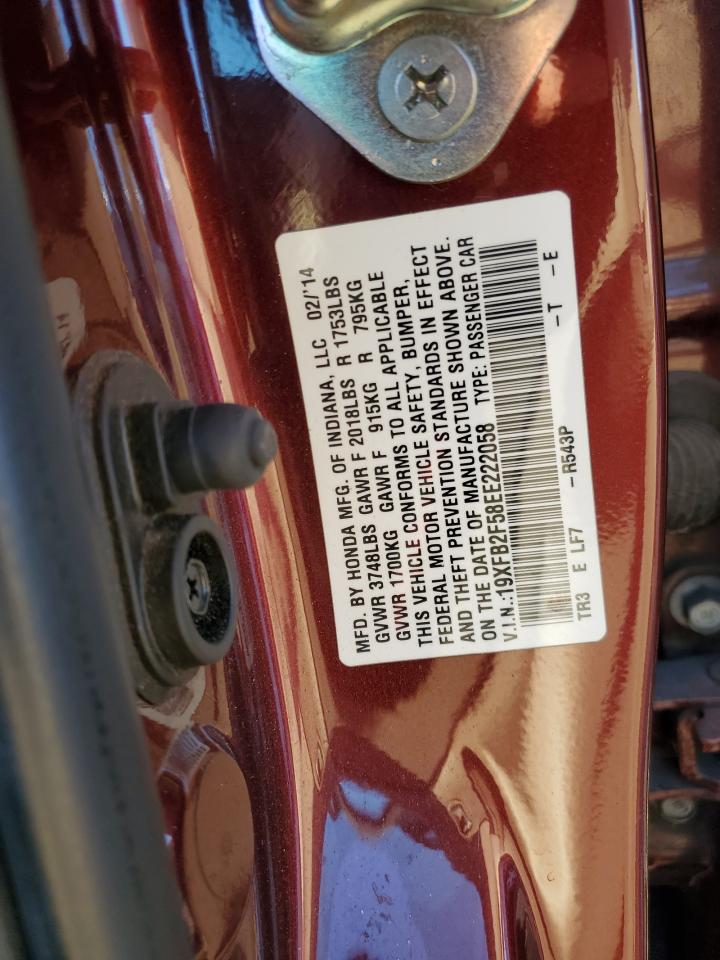 MFD. BY HONDA MFG. OF INDIANA, LLC 02/'14
GVWR 3748LBS GAWR F 2018LBS R 1753LBS
GVWR 1700KG GAWR F 915KG R 795KG
THIS VEHICLE CONFORMS TO ALL APPLICABLE
FEDERAL MOTOR VEHICLE SAFETY, BUMPER,
AND THEFT PREVENTION STANDARDS IN EFFECT
ON THE DATE OF MANUFACTURE SHOWN ABOVE.
V.I.N.:19XFB2F58EE222058 TYPE: PASSENGER CAR
TR3 E LF7 -R543P -T -E